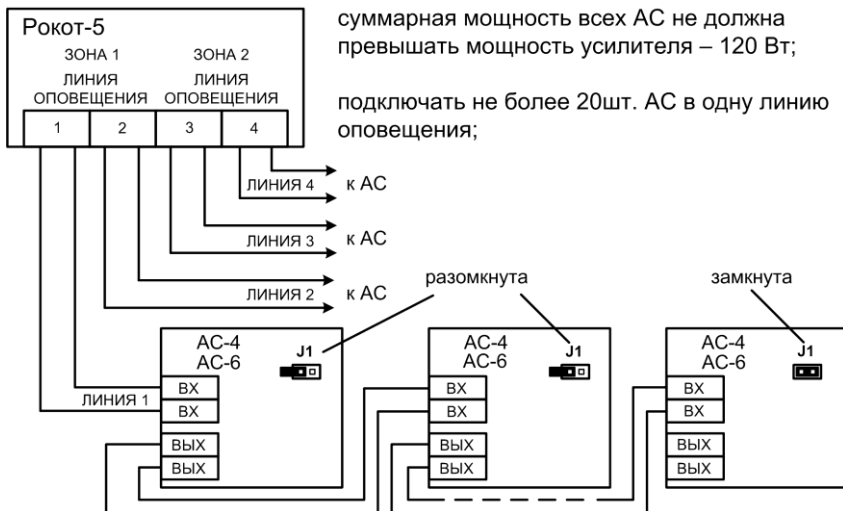 Рокот-5
ЗОНА 1
ЗОНА 2
ЛИНИЯ
ОПОВЕЩЕНИЯ
ЛИНИЯ
ОПОВЕЩЕНИЯ
1
2
3
4
суммарная мощность всех АС не должна
превышать мощность усилителя – 120 Вт;
подключать не более 20шт. АС в одну линию
оповещения;
ЛИНИЯ 4
к АС
ЛИНИЯ 3
к АС
ЛИНИЯ 2
к АС
разомкнута
замкнута
АС-4
АС-6
J1
ВХ
ВХ
ВЫХ
ВЫХ
ЛИНИЯ 1
АС-4
АС-6
J1
ВХ
ВХ
ВЫХ
ВЫХ
АС-4
АС-6
J1
ВХ
ВХ
ВЫХ
ВЫХ